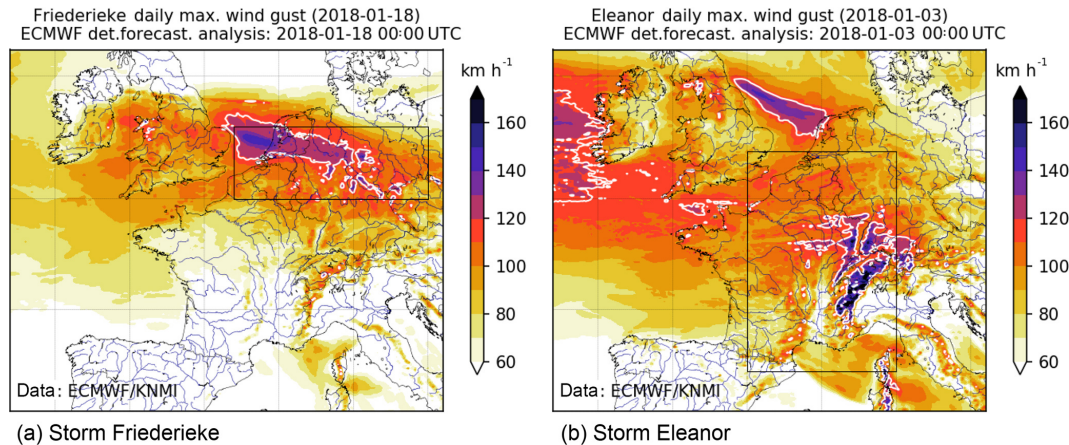 Friederieke daily max. wind gust (2018-01-18)
ECMWF det.forecast. analysis: 2018-01-18 00:00 UTC
km h⁻¹
160
140
120
100
80
60
Data: ECMWF/KNMI
(a) Storm Friederieke
Eleanor daily max. wind gust (2018-01-03)
ECMWF det.forecast. analysis: 2018-01-03 00:00 UTC
km h⁻¹
160
140
120
100
80
60
Data: ECMWF/KNMI
(b) Storm Eleanor